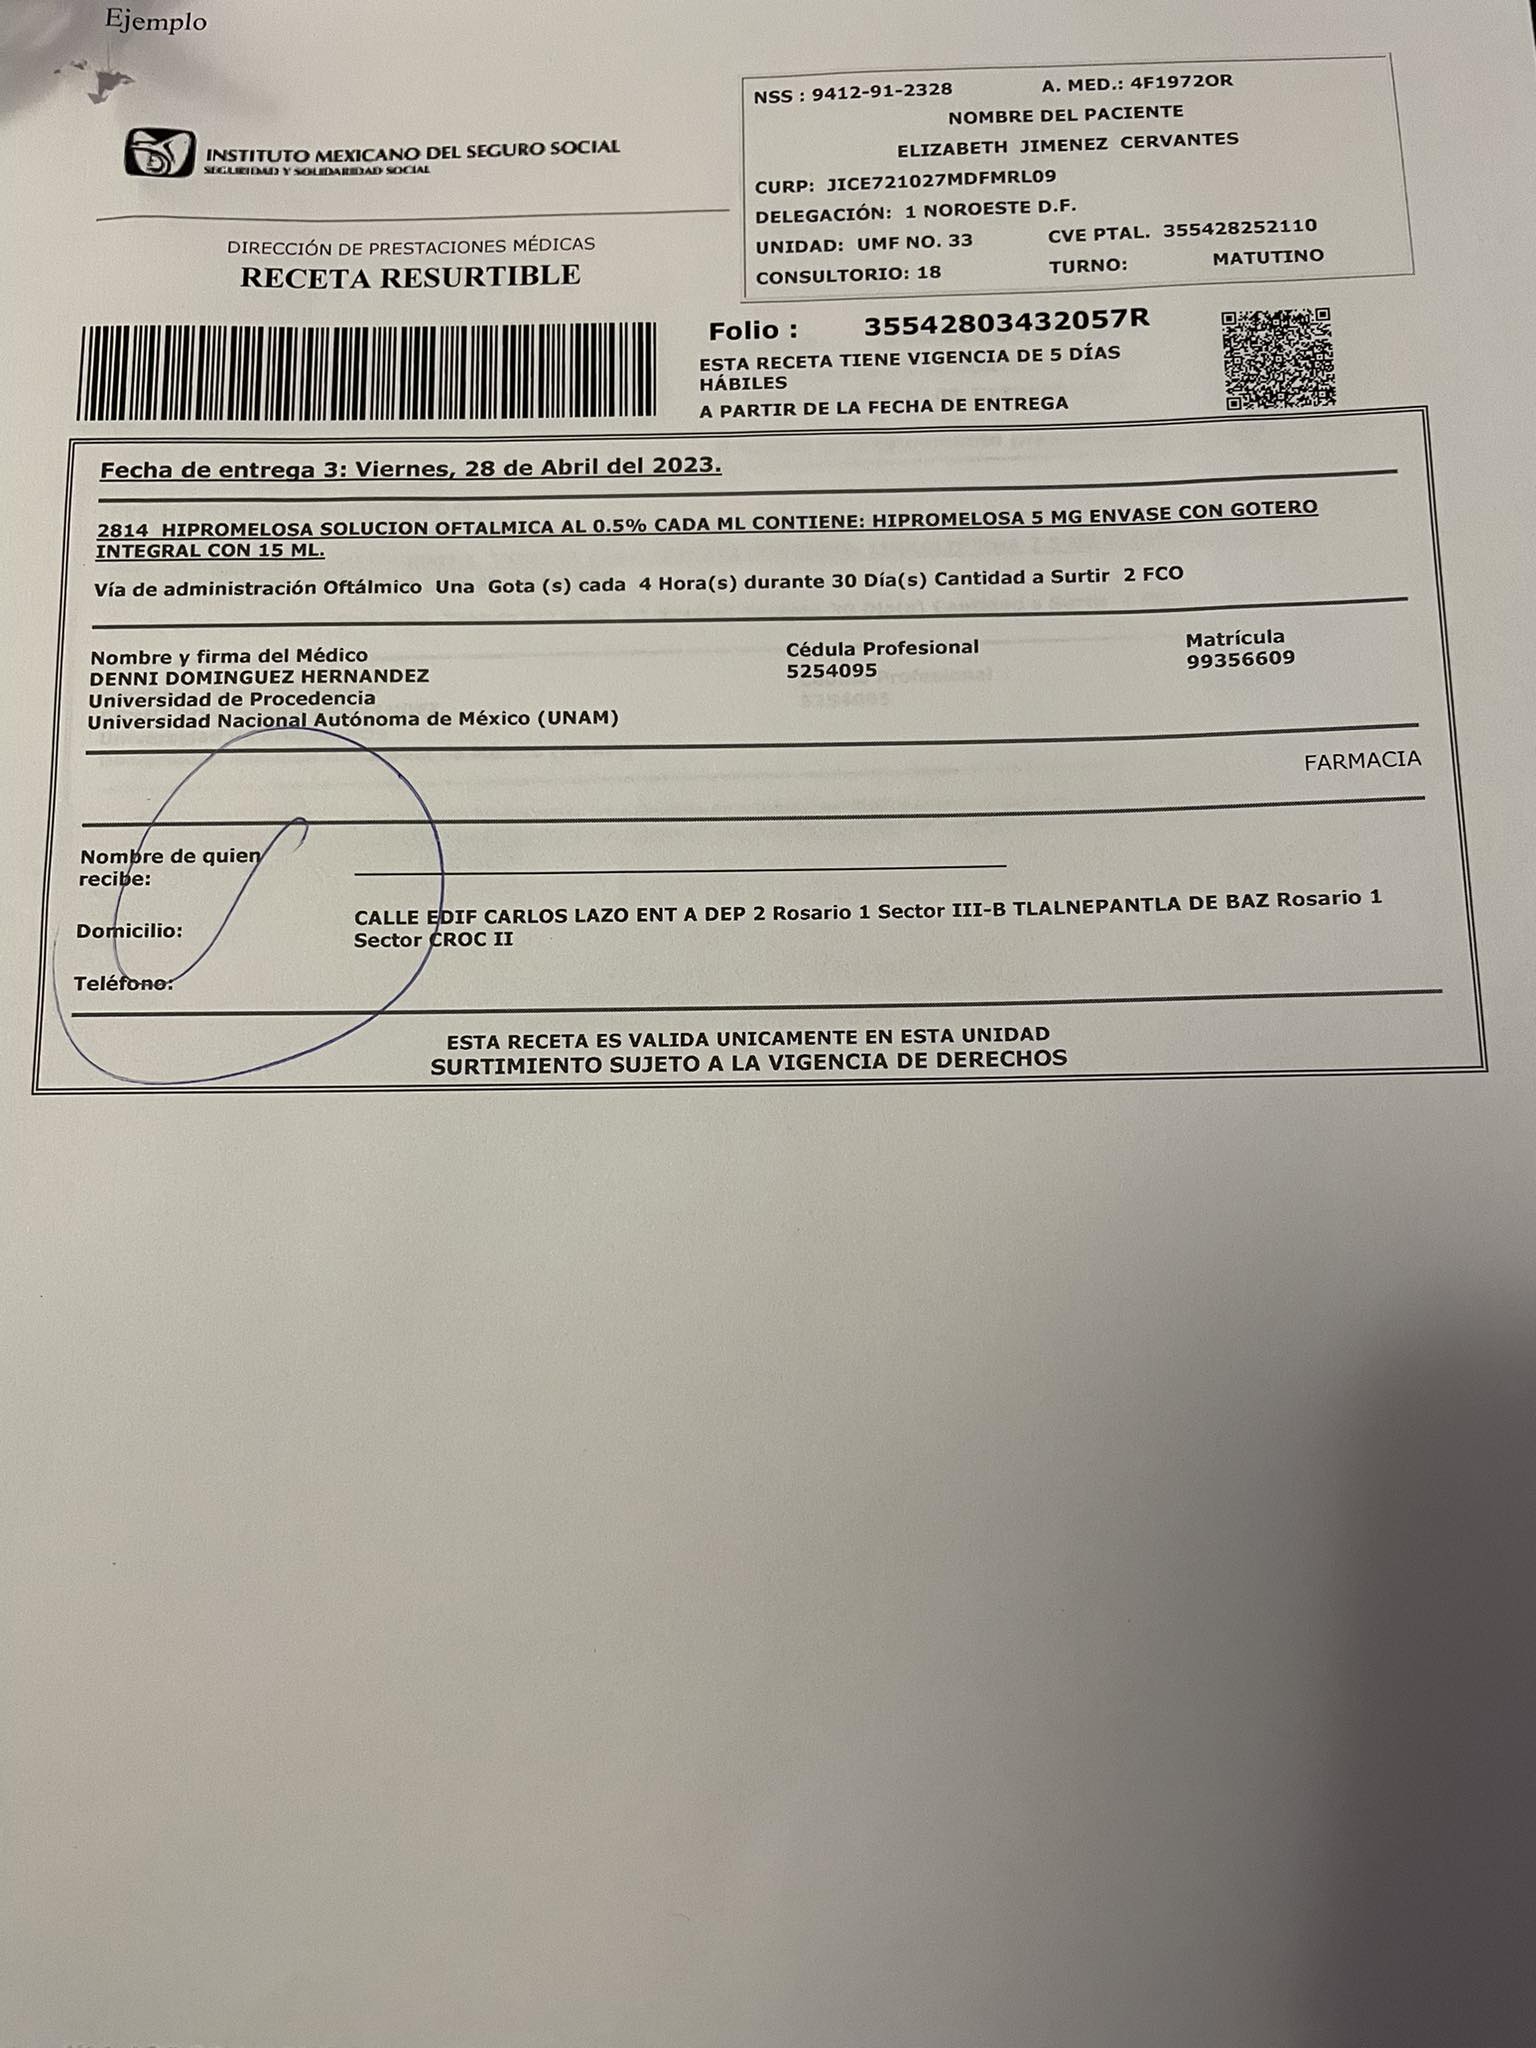 Ejemplo
INSTITUTO MEXICANO DEL SEGURO SOCIAL
SEGURIDAD Y SOLIDARIDAD SOCIAL
DIRECCIÓN DE PRESTACIONES MÉDICAS
RECETA RESURTIBLE
NSS : 9412-91-2328 A. MED.: 4F1972OR
NOMBRE DEL PACIENTE
ELIZABETH JIMENEZ CERVANTES
CURP: JICE721027MDFMRL09
DELEGACIÓN: 1 NOROESTE D.F.
UNIDAD: UMF NO. 33 CVE PTAL. 355428252110
CONSULTORIO: 18 TURNO: MATUTINO
Folio : 35542803432057R
ESTA RECETA TIENE VIGENCIA DE 5 DÍAS
HÁBILES
A PARTIR DE LA FECHA DE ENTREGA
Fecha de entrega 3: Viernes, 28 de Abril del 2023.
2814 HIPROMELOSA SOLUCION OFTALMICA AL 0.5% CADA ML CONTIENE: HIPROMELOSA 5 MG ENVASE CON GOTERO
INTEGRAL CON 15 ML.
Vía de administración Oftálmico Una Gota (s) cada 4 Hora(s) durante 30 Día(s) Cantidad a Surtir 2 FCO
Nombre y firma del Médico Cédula Profesional Matrícula
DENNI DOMINGUEZ HERNANDEZ 5254095 99356609
Universidad de Procedencia
Universidad Nacional Autónoma de México (UNAM)
FARMACIA
Nombre de quien
recibe:
Domicilio: CALLE EDIF CARLOS LAZO ENT A DEP 2 Rosario 1 Sector III-B TLALNEPANTLA DE BAZ Rosario 1
Sector CROC II
Teléfono:
ESTA RECETA ES VALIDA UNICAMENTE EN ESTA UNIDAD
SURTIMIENTO SUJETO A LA VIGENCIA DE DERECHOS